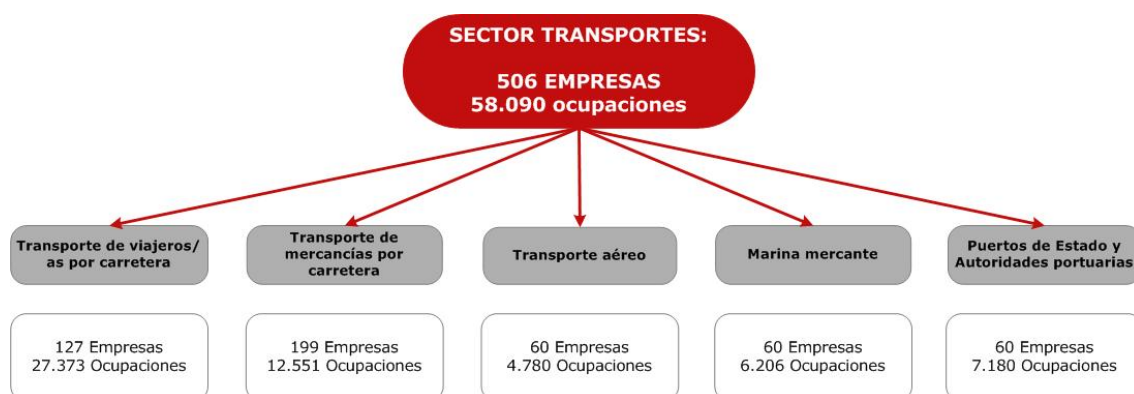 SECTOR TRANSPORTES:
506 EMPRESAS
58.090 ocupaciones
Transporte de viajeros/
as por carretera
Transporte de
mercancías por
carretera
Transporte aéreo
Marina mercante
Puertos de Estado y
Autoridades portuarias
127 Empresas
27.373 Ocupaciones
199 Empresas
12.551 Ocupaciones
60 Empresas
4.780 Ocupaciones
60 Empresas
6.206 Ocupaciones
60 Empresas
7.180 Ocupaciones